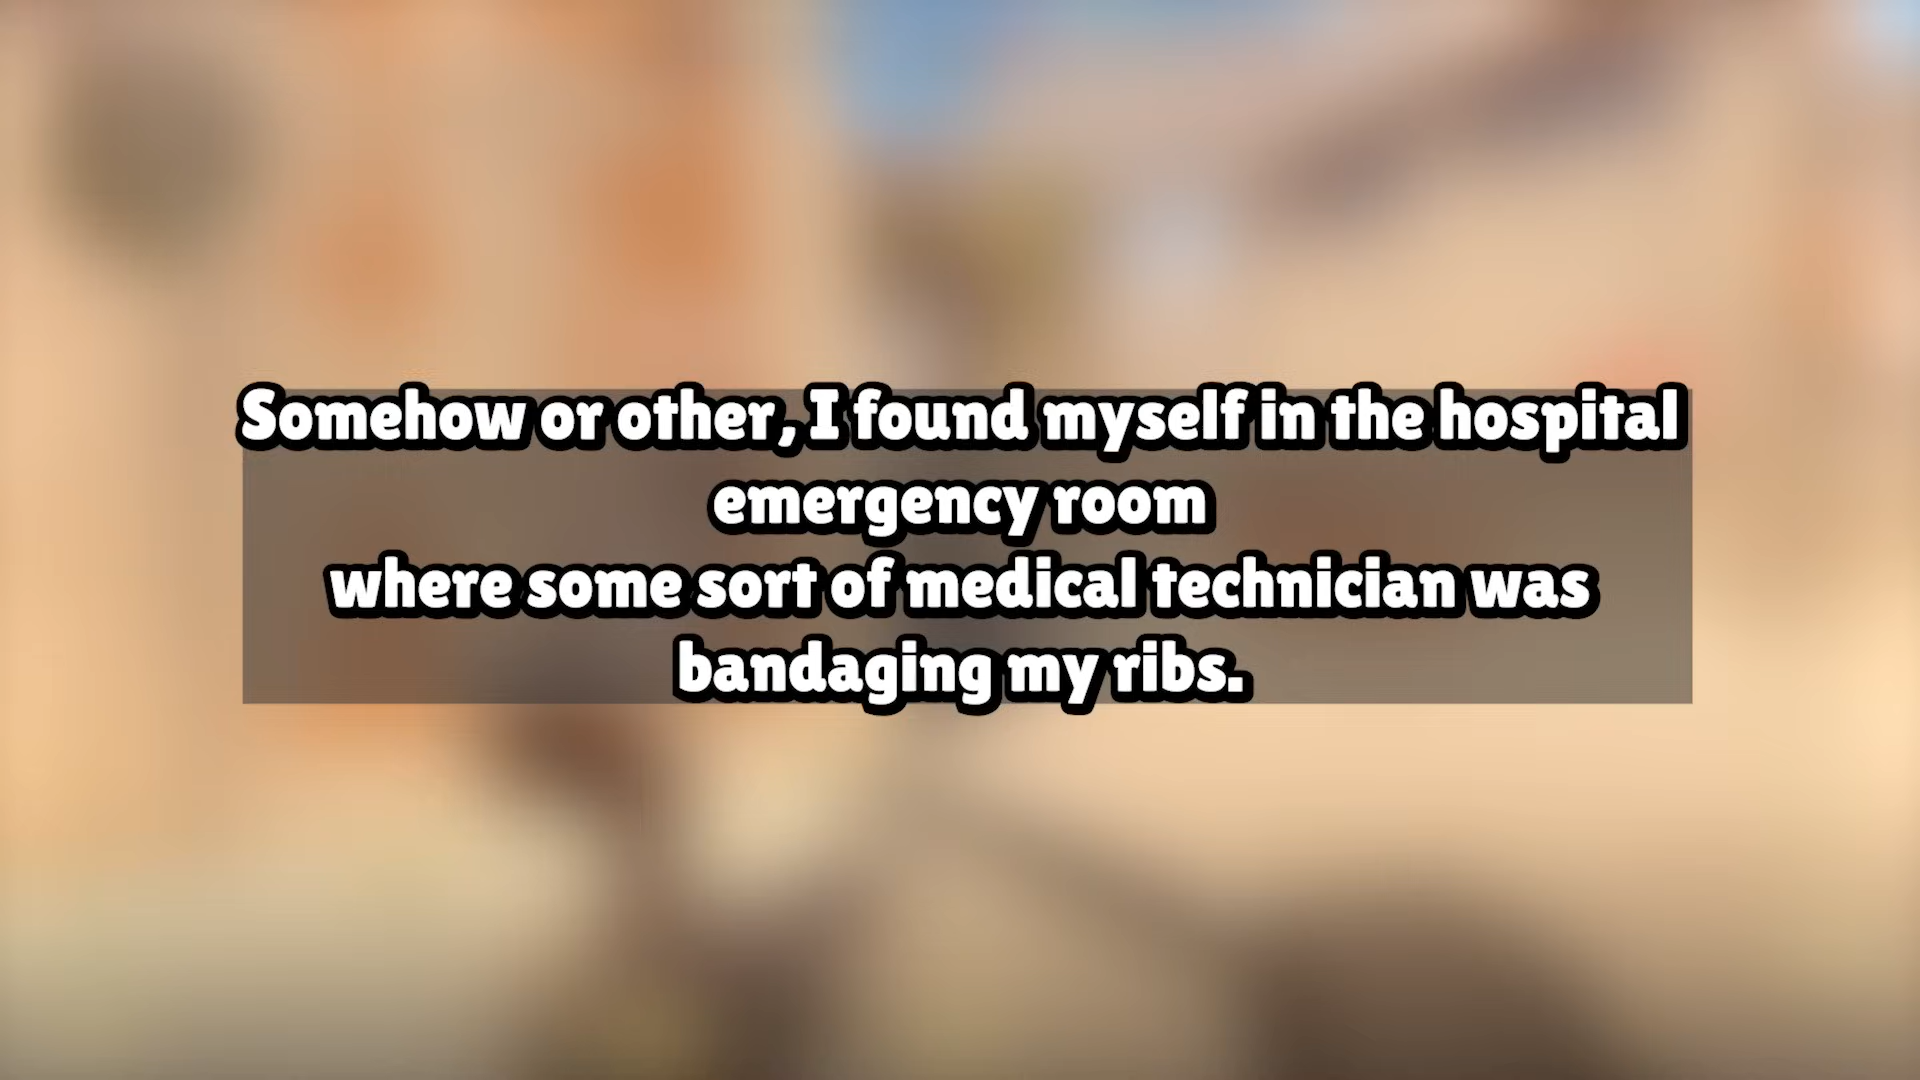 Somehow or other, I found myself in the hospital
emergency room
where some sort of medical technician was
bandaging my ribs.